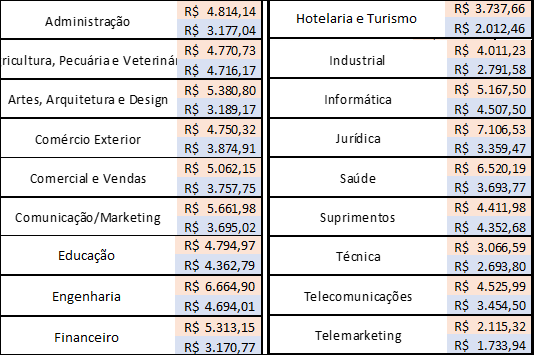 Administração
R$ 4.814,14
R$ 3.177,04
ricultura, Pecuária e Veterinár
R$ 4.770,73
R$ 4.716,17
Artes, Arquitetura e Design
R$ 5.380,80
R$ 3.189,17
Comércio Exterior
R$ 4.750,32
R$ 3.874,91
Comercial e Vendas
R$ 5.062,15
R$ 3.757,75
Comunicação/Marketing
R$ 5.661,98
R$ 3.695,02
Educação
R$ 4.794,97
R$ 4.362,79
Engenharia
R$ 6.664,90
R$ 4.694,01
Financeiro
R$ 5.313,15
R$ 3.170,77
Hotelaria e Turismo
R$ 3.737,66
R$ 2.012,46
Industrial
R$ 4.011,23
R$ 2.791,58
Informática
R$ 5.167,50
R$ 4.507,50
Jurídica
R$ 7.106,53
R$ 3.359,47
Saúde
R$ 6.520,19
R$ 3.693,77
Suprimentos
R$ 4.411,98
R$ 4.352,68
Técnica
R$ 3.066,59
R$ 2.693,80
Telecomunicações
R$ 4.525,99
R$ 3.454,50
Telemarketing
R$ 2.115,32
R$ 1.733,94